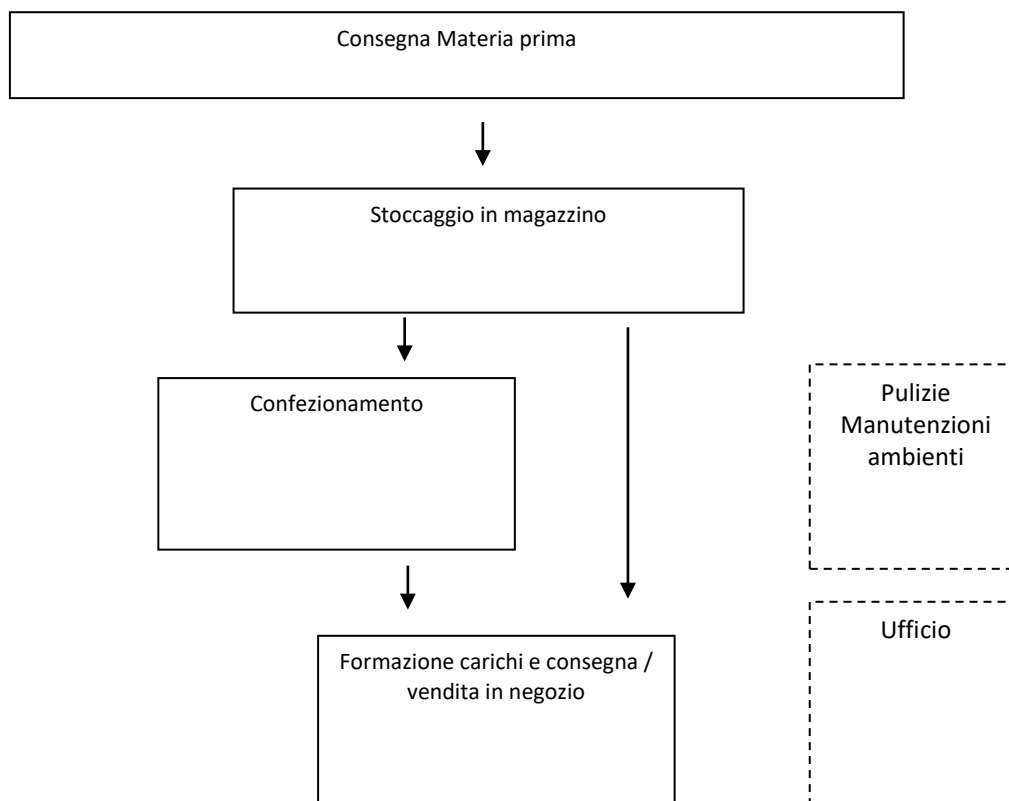 Consegna Materia prima
Stoccaggio in magazzino
Confezionamento
Pulizie
Manutenzioni
ambienti
Formazione carichi e consegna /
vendita in negozio
Ufficio